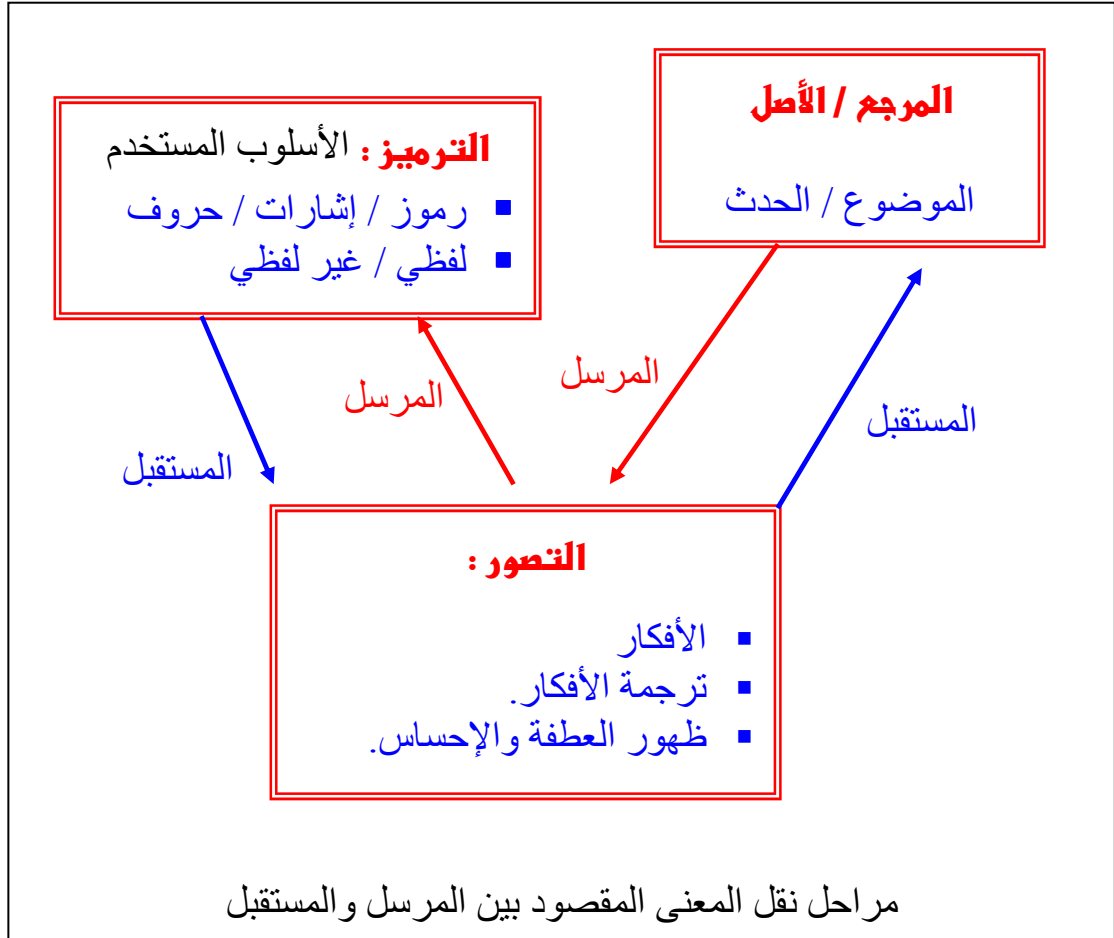 المرجع / الأصل
الموضوع / الحدث
الترميز : الأسلوب المستخدم
▪ رموز / إشارات / حروف
▪ لفظي / غير لفظي
المرسل
المرسل
المستقبل
المستقبل
التصور :
▪ الأفكار
▪ ترجمة الأفكار.
▪ ظهور العطفة والإحساس.
مراحل نقل المعنى المقصود بين المرسل والمستقبل